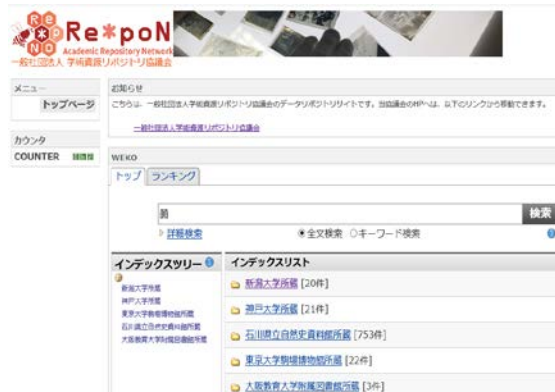 Re*poN
Academic Repository Network
一般社団法人 学術資源リポジトリ協議会
メニュー
トップページ
カウンタ
COUNTER
お知らせ
こちらは、一般社団法人学術資源リポジトリ協議会のデータリポジトリサイトです。当協議会のHPへは、以下のリンクから移動できます。
一般社団法人学術資源リポジトリ協議会
WEKO
トップ ランキング
検索
詳細検索 全文検索 キーワード検索
インデックスツリー
新潟大学所蔵
神戸大学所蔵
東京大学駒場博物館所蔵
石川県立自然史資料館所蔵
大阪教育大学附属図書館所蔵
インデックスリスト
新潟大学所蔵 [20件]
神戸大学所蔵 [21件]
石川県立自然史資料館所蔵 [753件]
東京大学駒場博物館所蔵 [22件]
大阪教育大学附属図書館所蔵 [3件]